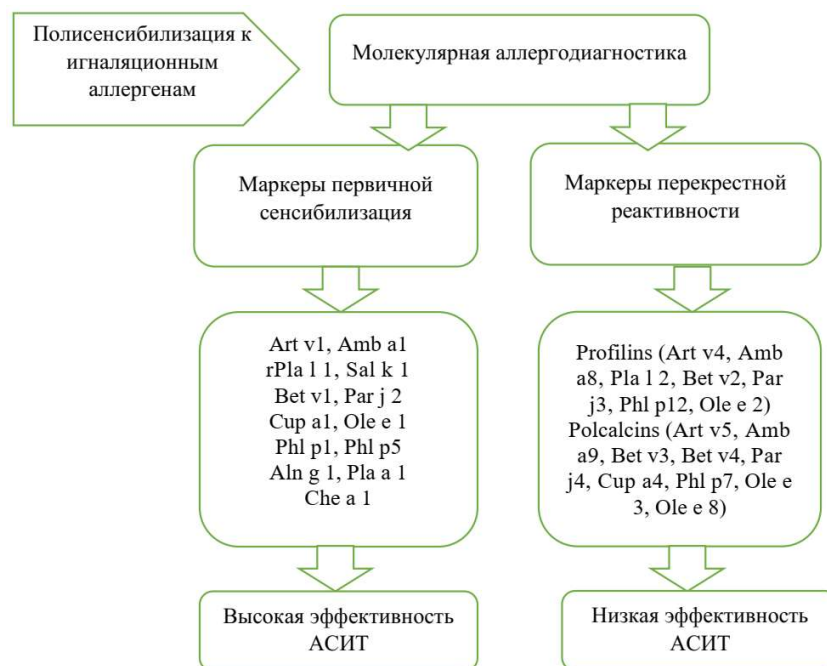 Полисенсибилизация к
игналяционным
аллергенам
Молекулярная аллергодиагностика
Маркеры первичной
сенсибилизация
Маркеры перекрестной
реактивности
Art v1, Amb a1
rPla l 1, Sal k 1
Bet v1, Par j 2
Cup a1, Ole e 1
Phl p1, Phl p5
Aln g 1, Pla a 1
Che a 1
Profilins (Art v4, Amb
a8, Pla l 2, Bet v2, Par
j3, Phl p12, Ole e 2)
Polcalcins (Art v5, Amb
a9, Bet v3, Bet v4, Par
j4, Cup a4, Phl p7, Ole e
3, Ole e 8)
Высокая эффективность
АСИТ
Низкая эффективность
АСИТ